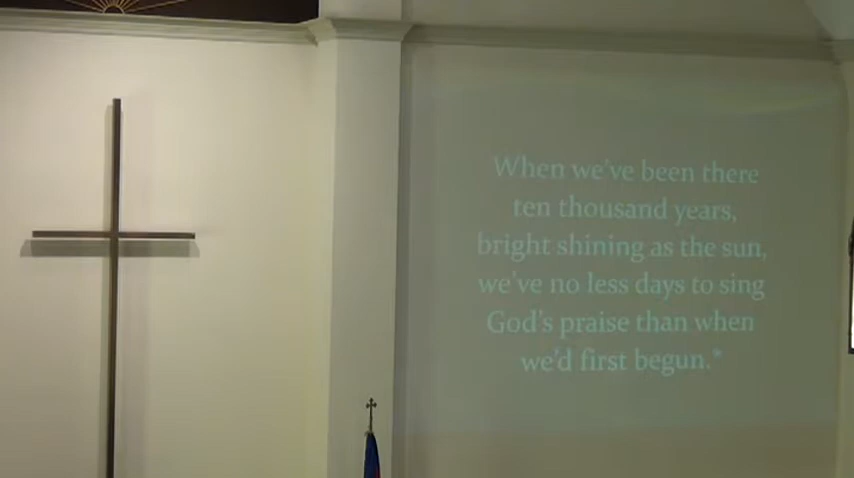 When we've been there
ten thousand years,
bright shining as the sun,
we've no less days to sing
God's praise than when
we'd first begun.*